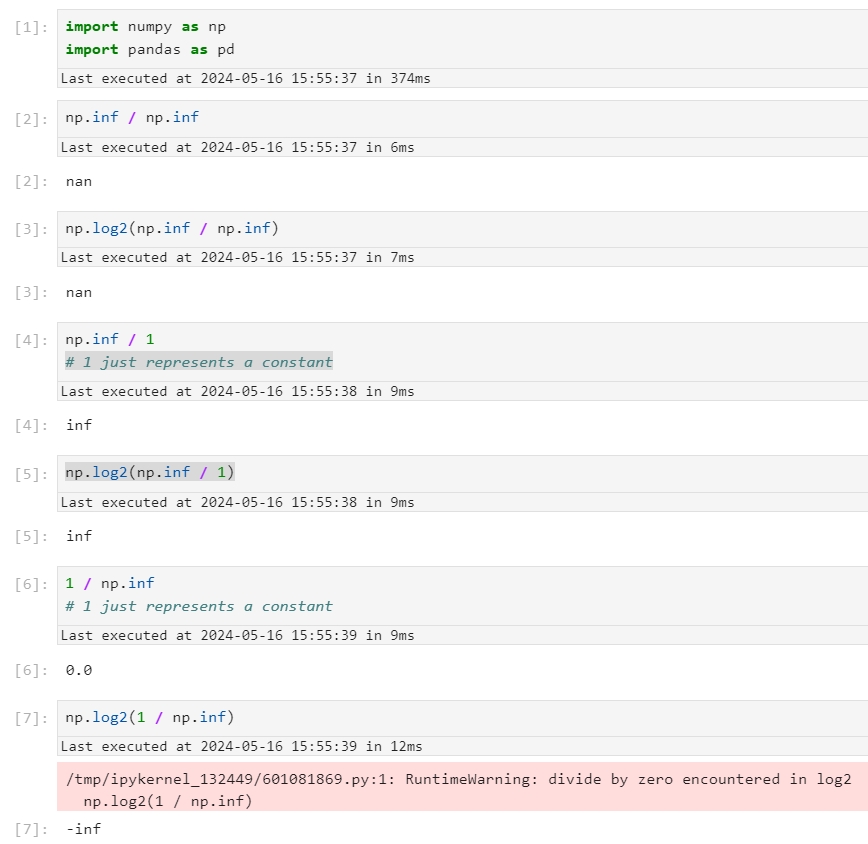 [1]: import numpy as np
import pandas as pd
Last executed at 2024-05-16 15:55:37 in 374ms
[2]: np.inf / np.inf
Last executed at 2024-05-16 15:55:37 in 6ms
[2]: nan
[3]: np.log2(np.inf / np.inf)
Last executed at 2024-05-16 15:55:37 in 7ms
[3]: nan
[4]: np.inf / 1
# 1 just represents a constant
Last executed at 2024-05-16 15:55:38 in 9ms
[4]: inf
[5]: np.log2(np.inf / 1)
Last executed at 2024-05-16 15:55:38 in 9ms
[5]: inf
[6]: 1 / np.inf
# 1 just represents a constant
Last executed at 2024-05-16 15:55:39 in 9ms
[6]: 0.0
[7]: np.log2(1 / np.inf)
Last executed at 2024-05-16 15:55:39 in 12ms
/tmp/ipykernel_132449/601081869.py:1: RuntimeWarning: divide by zero encountered in log2
np.log2(1 / np.inf)
[7]: -inf